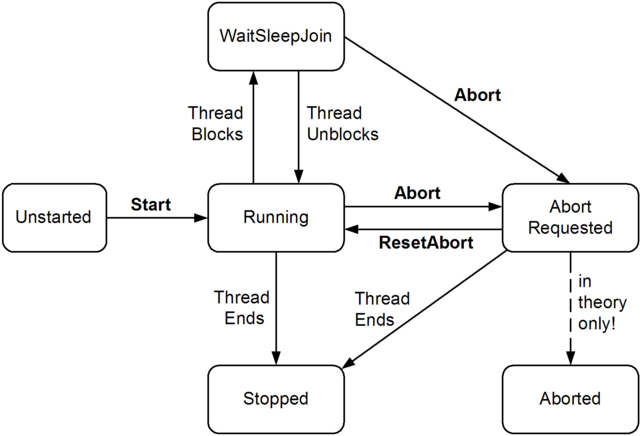 WaitSleepJoin
Abort
Thread
Blocks
Thread
Unblocks
Unstarted
Start
Running
Abort
ResetAbort
Abort
Requested
Thread
Ends
Thread
Ends
in
theory
only!
Stopped
Aborted